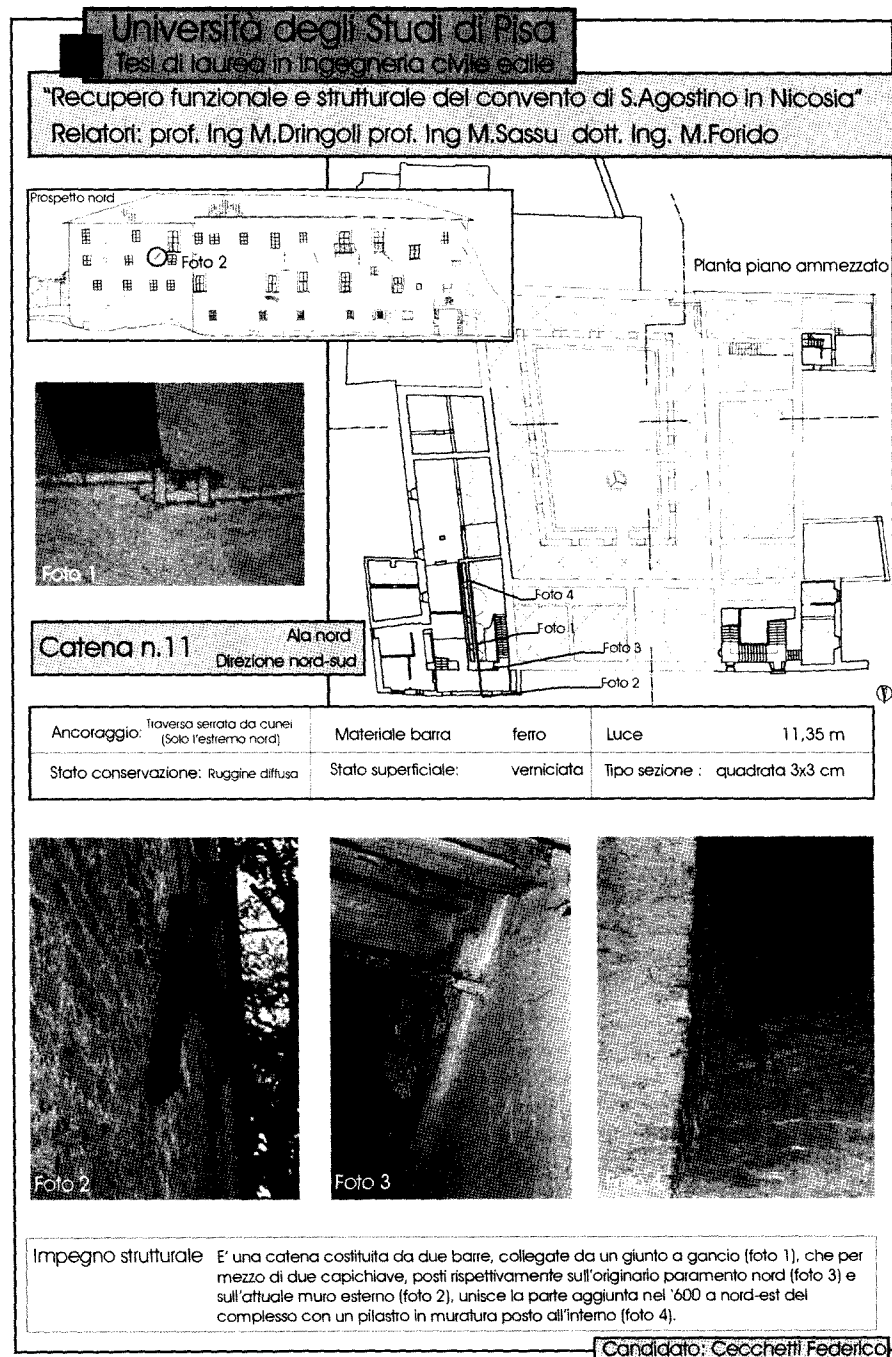 Università degli Studi di Pisa
Tesi di laurea in ingegneria civile edile
"Recupero funzionale e strutturale del convento di S.Agostino in Nicosia"
Relatori: prof. Ing M.Dringoli prof. Ing M.Sassu dott. Ing. M.Forido
Prospetto nord
Foto 2
Pianta piano ammezzato
Foto 1
Foto 4
Foto 1
Foto 3
Foto 2
Catena n.11
Ala nord
Direzione nord-sud
Ancoraggio: Traversa serrata da cunei
(Solo l'estremo nord)
Materiale barra ferro
Luce 11,35 m
Stato conservazione: Ruggine diffusa
Stato superficiale: verniciata
Tipo sezione : quadrata 3x3 cm
Foto 2
Foto 3
Foto
Impegno strutturale E' una catena costituita da due barre, collegate da un giunto a gancio (foto 1), che per
mezzo di due capichiave, posti rispettivamente sull'originario paramento nord (foto 3) e
sull'attuale muro esterno (foto 2), unisce la parte aggiunta nel '600 a nord-est del
complesso con un pilastro in muratura posto all'interno (foto 4).
Candidato: Cecchetti Federico